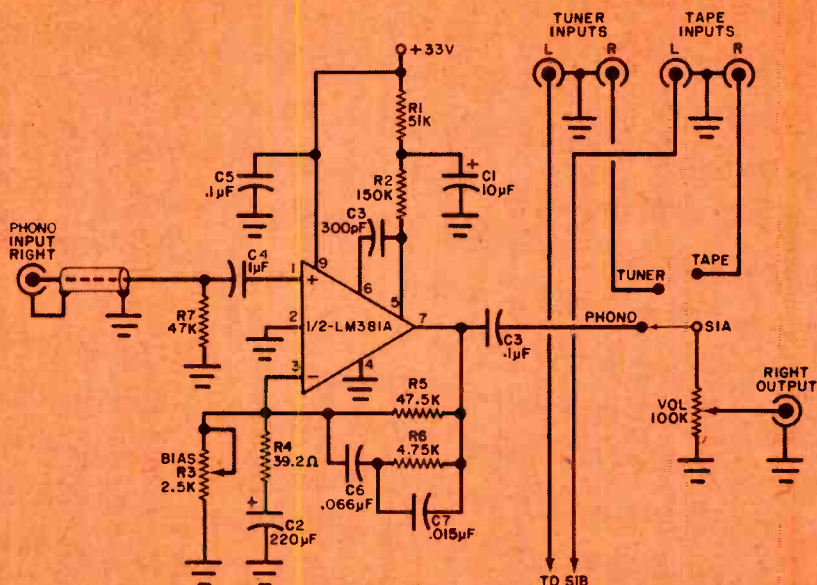 TUNER INPUTS
L R
TAPE INPUTS
L R
+33V
R1
51K
C5
.1µF
R2
150K
+
C1
10µF
C3
300pF
PHONO
INPUT
RIGHT
C4
1µF
1
+
9
6
5
R7
47K
2
1/2-LM381A
7
3
-
4
C3
.1µF
TUNER
TAPE
PHONO
S1A
RIGHT
OUTPUT
VOL
100K
R5
47.5K
R6
4.75K
BIAS
R3
2.5K
R4
39.2Ω
C6
.066µF
C7
.015µF
+
C2
220µF
TO S1B